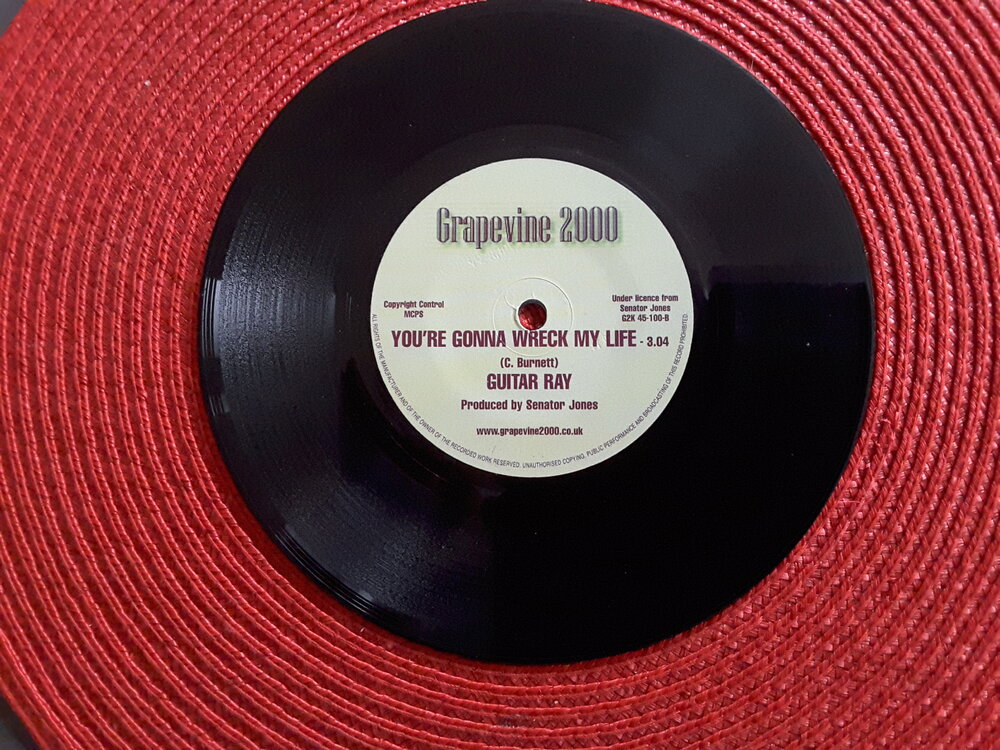 Grapevine 2000
Copyright Control
MCPS
Under licence from
Senator Jones
G2K 45-100-B
YOU'RE GONNA WRECK MY LIFE - 3.04
(C. Burnett)
GUITAR RAY
Produced by Senator Jones
www.grapevine2000.co.uk
ALL RIGHTS OF THE MANUFACTURER AND OF THE OWNER OF THE RECORDED WORK RESERVED. UNAUTHORISED COPYING, PUBLIC PERFORMANCE AND BROADCASTING OF THIS RECORD PROHIBITED.